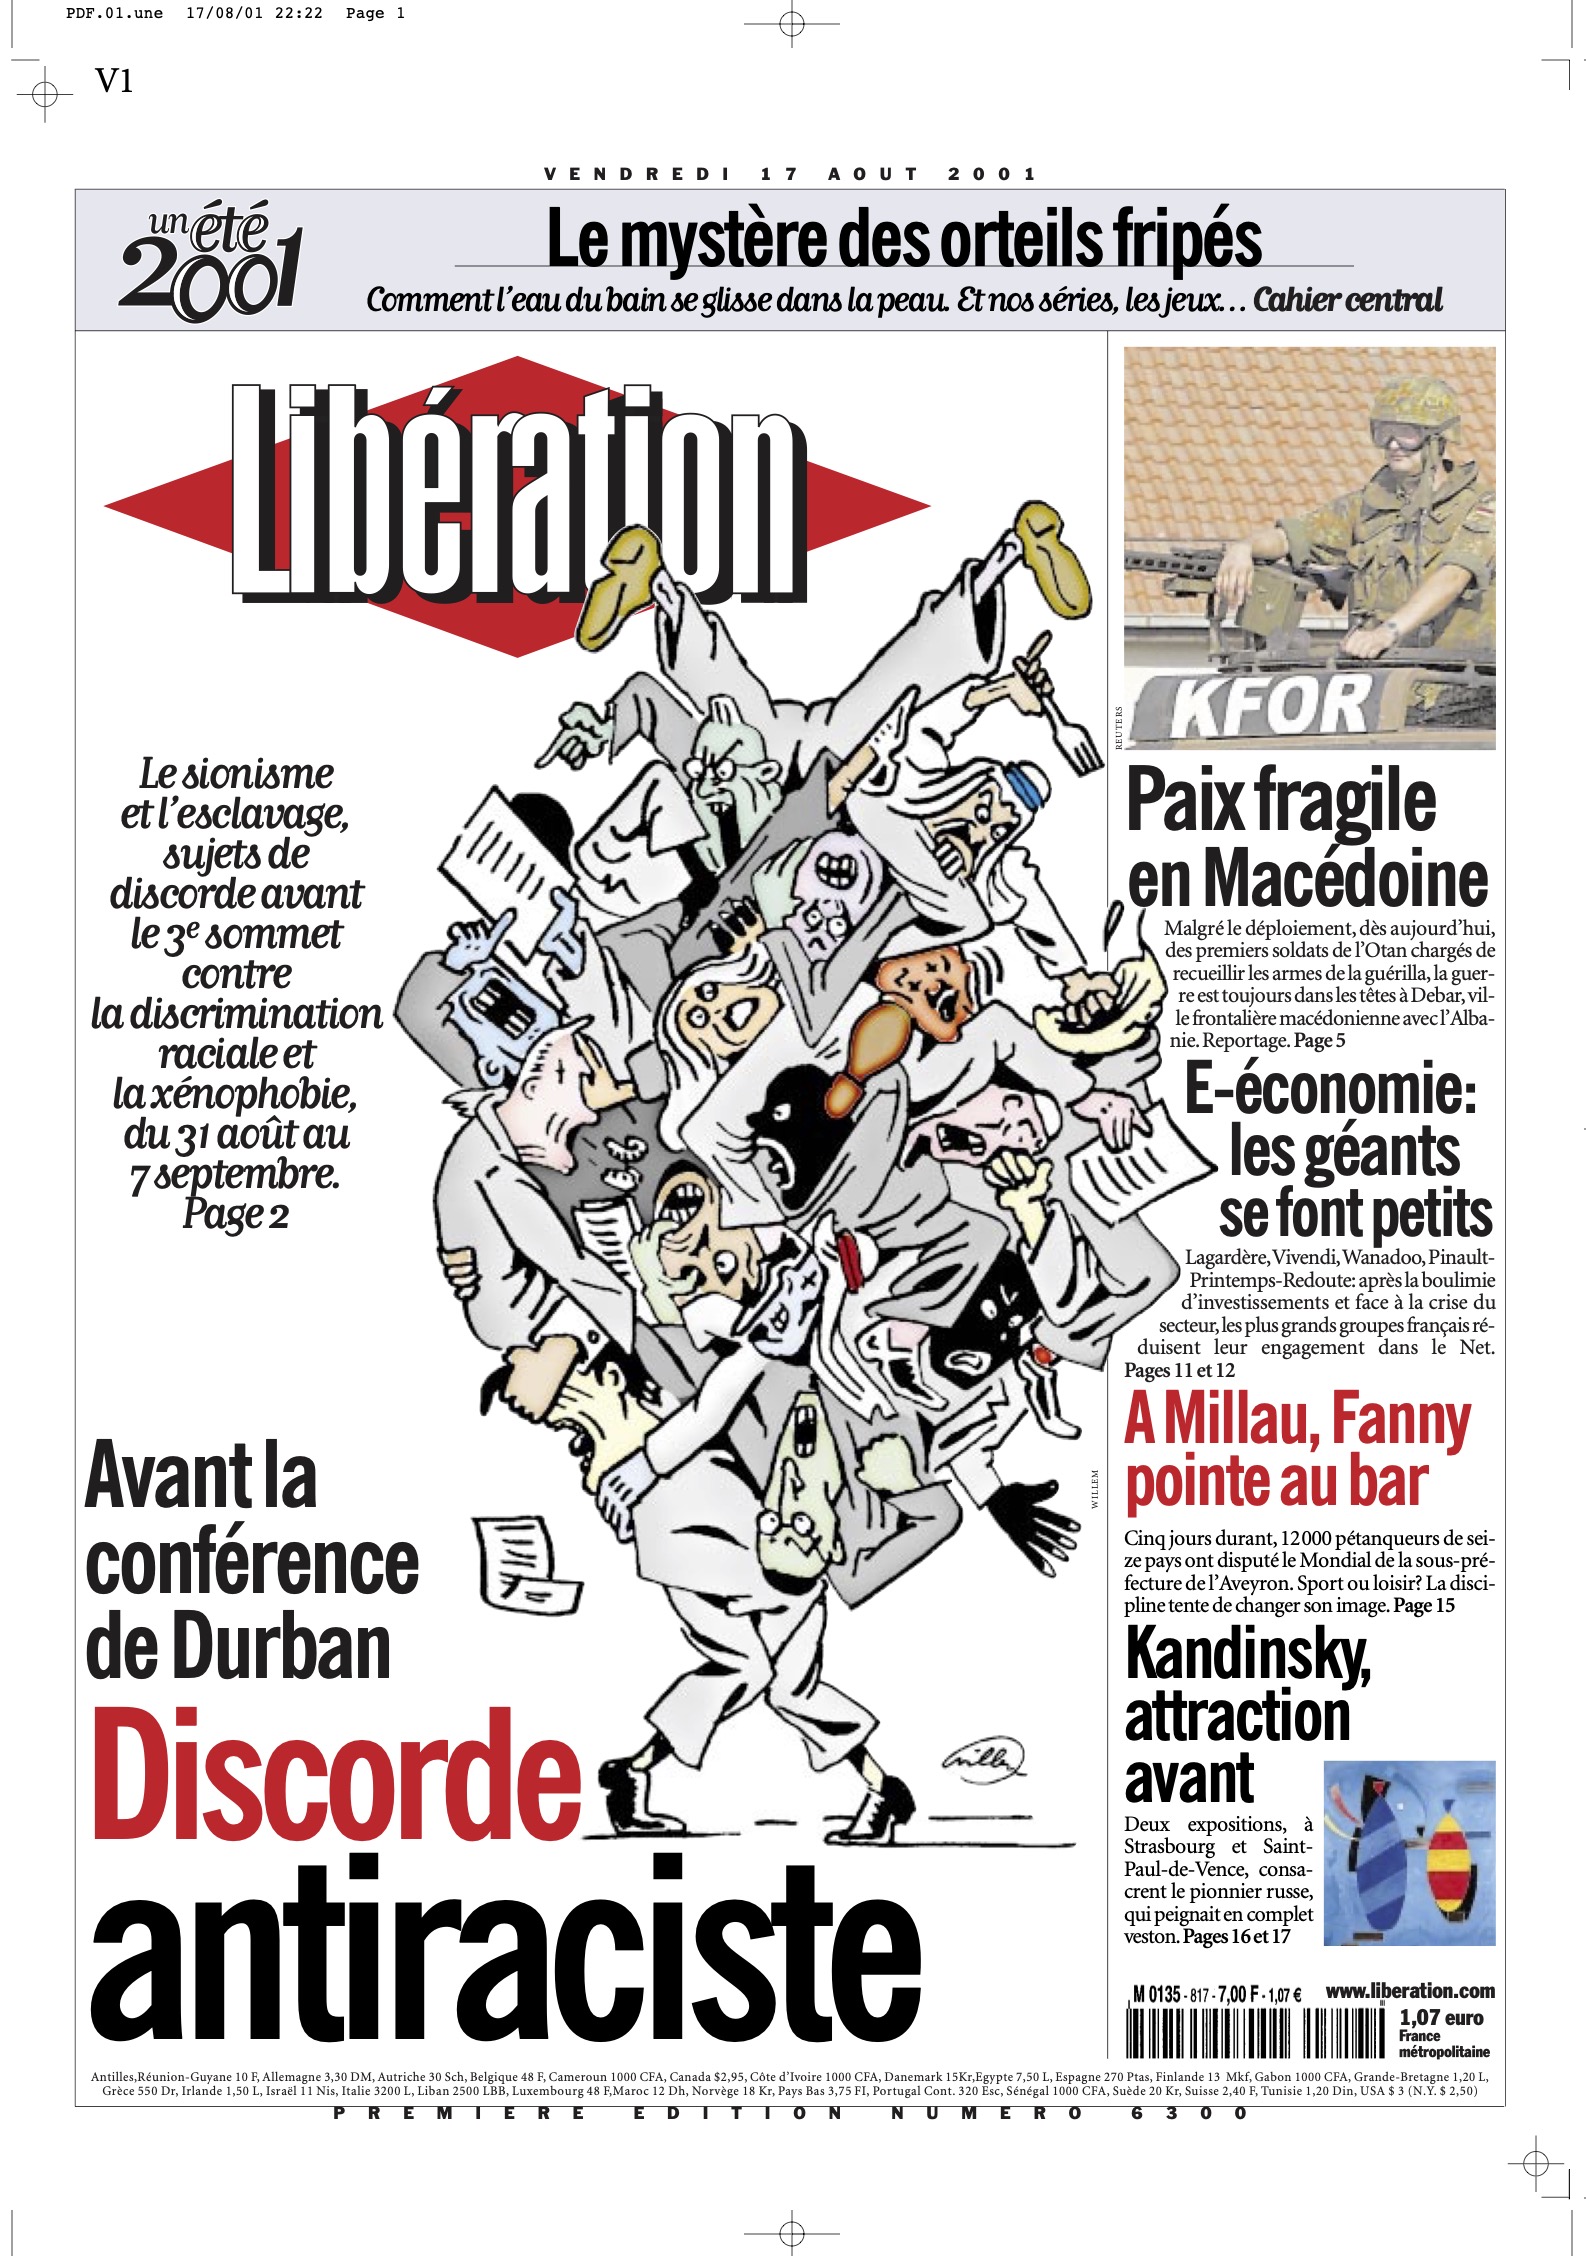 PDF.01.une 17/08/01 22:22 Page 1
V1
VENDREDI 17 AOUT 2001
un été
2001
Le mystère des orteils fripés
Comment l'eau du bain se glisse dans la peau. Et nos séries, les jeux… Cahier central
Libération
Le sionisme
et l'esclavage,
sujets de
discorde avant
le 3e sommet
contre
la discrimination
raciale et
la xénophobie,
du 31 août au
7 septembre.
Page 2
Avant la
conférence
de Durban
Discorde
antiraciste
WILLEM
REUTERS
KFOR
Paix fragile
en Macédoine
Malgré le déploiement, dès aujourd'hui,
des premiers soldats de l'Otan chargés de
recueillir les armes de la guérilla, la guer-
re est toujours dans les têtes à Debar, vil-
le frontalière macédonienne avec l'Alba-
nie. Reportage. Page 5
E-économie:
les géants
se font petits
Lagardère, Vivendi, Wanadoo, Pinault-
Printemps-Redoute: après la boulimie
d'investissements et face à la crise du
secteur, les plus grands groupes français ré-
duisent leur engagement dans le Net.
Pages 11 et 12
A Millau, Fanny
pointe au bar
Cinq jours durant, 12000 pétanqueurs de sei-
ze pays ont disputé le Mondial de la sous-pré-
fecture de l'Aveyron. Sport ou loisir? La disci-
pline tente de changer son image. Page 15
Kandinsky,
attraction
avant
Deux expositions, à
Strasbourg et Saint-
Paul-de-Vence, consa-
crent le pionnier russe,
qui peignait en complet
veston. Pages 16 et 17
M 0135 - 817 - 7,00 F - 1,07 €
www.liberation.com
1,07 euro
France
métropolitaine
Antilles,Réunion-Guyane 10 F, Allemagne 3,30 DM, Autriche 30 Sch, Belgique 48 F, Cameroun 1000 CFA, Canada $2,95, Côte d'Ivoire 1000 CFA, Danemark 15Kr,Egypte 7,50 L, Espagne 270 Ptas, Finlande 13 Mkf, Gabon 1000 CFA, Grande-Bretagne 1,20 L,
Grèce 550 Dr, Irlande 1,50 L, Israël 11 Nis, Italie 3200 L, Liban 2500 LBB, Luxembourg 48 F,Maroc 12 Dh, Norvège 18 Kr, Pays Bas 3,75 Fl, Portugal Cont. 320 Esc, Sénégal 1000 CFA, Suède 20 Kr, Suisse 2,40 F, Tunisie 1,20 Din, USA $ 3 (N.Y. $ 2,50)
PREMIERE EDITION NUMERO 6300